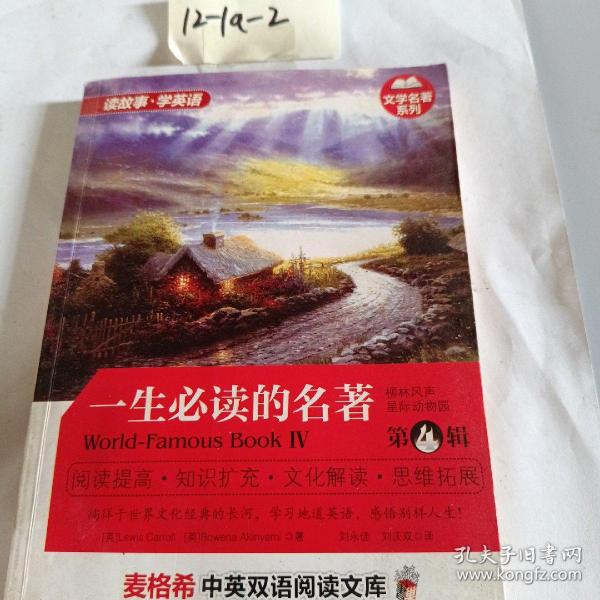 12-1a-2
读故事·学英语
文学名著
系列
一生必读的名著
柳林风声
星际动物园
World-Famous Book Ⅳ
第4辑
阅读提高·知识扩充·文化解读·思维拓展
徜徉于世界文化经典的长河，学习地道英语，感悟别样人生！
[英]Lewis Carroll [英]Rowena Akinyemi ◎著 刘永佳 刘庆双◎译
麦格希 中英双语阅读文库
孔夫子旧书网
www.kongfz.com